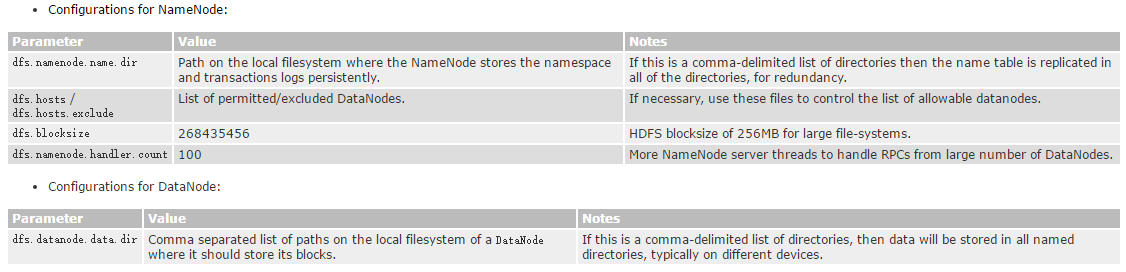 Configurations for NameNode:
Parameter Value Notes
dfs.namenode.name.dir Path on the local filesystem where the NameNode stores the namespace If this is a comma-delimited list of directories then the name table is replicated in
and transactions logs persistently. all of the directories, for redundancy.
dfs.hosts / List of permitted/excluded DataNodes. If necessary, use these files to control the list of allowable datanodes.
dfs.hosts.exclude
dfs.blocksize 268435456 HDFS blocksize of 256MB for large file-systems.
dfs.namenode.handler.count 100 More NameNode server threads to handle RPCs from large number of DataNodes.
Configurations for DataNode:
Parameter Value Notes
dfs.datanode.data.dir Comma separated list of paths on the local filesystem of a DataNode If this is a comma-delimited list of directories, then data will be stored in all named
where it should store its blocks. directories, typically on different devices.